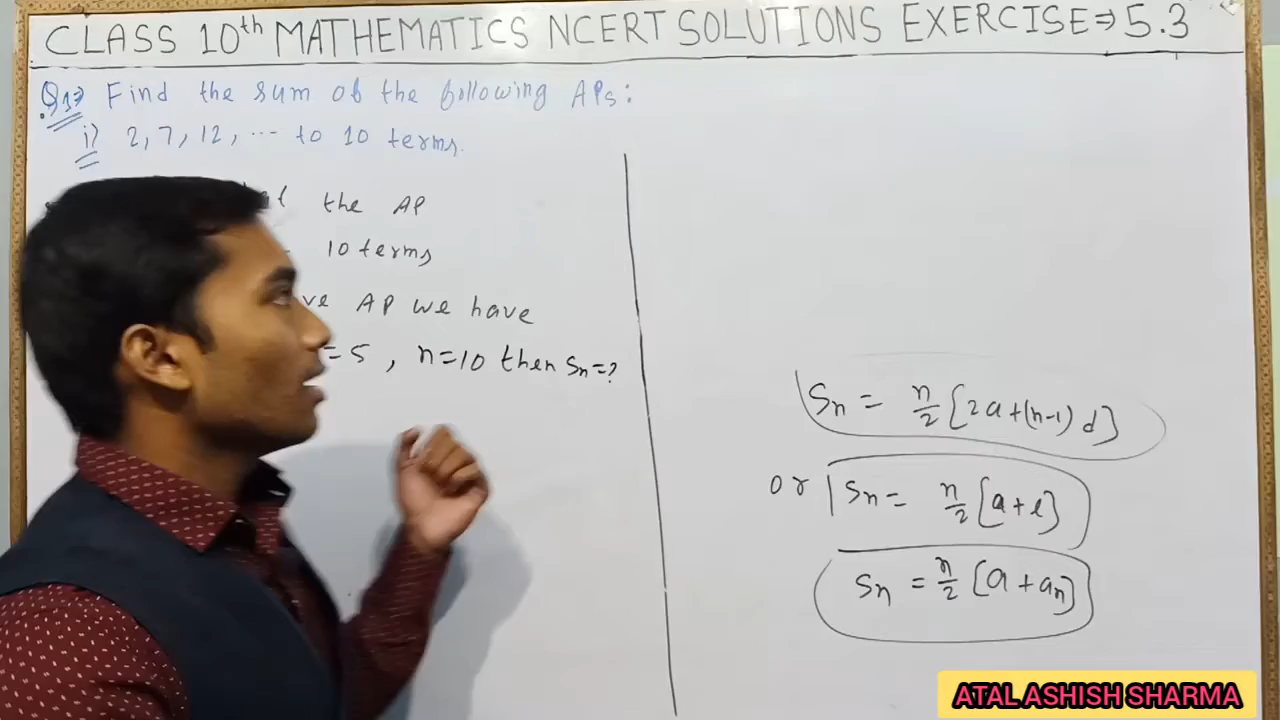 CLASS 10th MATHEMATICS NCERT SOLUTIONS EXERCISE⇒5.3
Q1⇒ Find the sum of the following APs:
i) 2, 7, 12, ... to 10 terms.
the AP
10 terms
ve AP we have
= 5 , n=10 then Sn=?
Sn = n/2 [2a+(n-1) d]
or Sn = n/2 [a+l]
Sn = n/2 [a+an]
ATAL ASHISH SHARMA